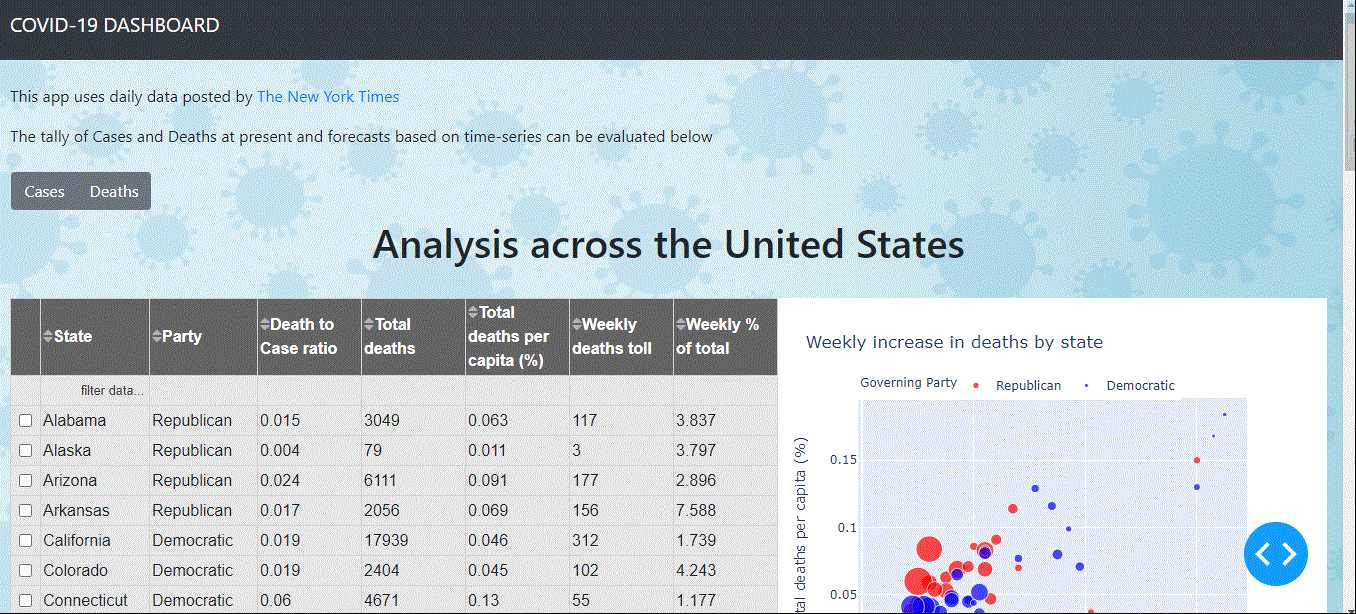 COVID-19 DASHBOARD
This app uses daily data posted by The New York Times
The tally of Cases and Deaths at present and forecasts based on time-series can be evaluated below
Cases Deaths
Analysis across the United States
State Party Death to Case ratio Total deaths Total deaths per capita (%) Weekly deaths toll Weekly % of total
filter data...
Alabama Republican 0.015 3049 0.063 117 3.837
Alaska Republican 0.004 79 0.011 3 3.797
Arizona Republican 0.024 6111 0.091 177 2.896
Arkansas Republican 0.017 2056 0.069 156 7.588
California Democratic 0.019 17939 0.046 312 1.739
Colorado Democratic 0.019 2404 0.045 102 4.243
Connecticut Democratic 0.06 4671 0.13 55 1.177
Weekly increase in deaths by state
Governing Party Republican Democratic
0.15
0.1
0.05
tal deaths per capita (%)